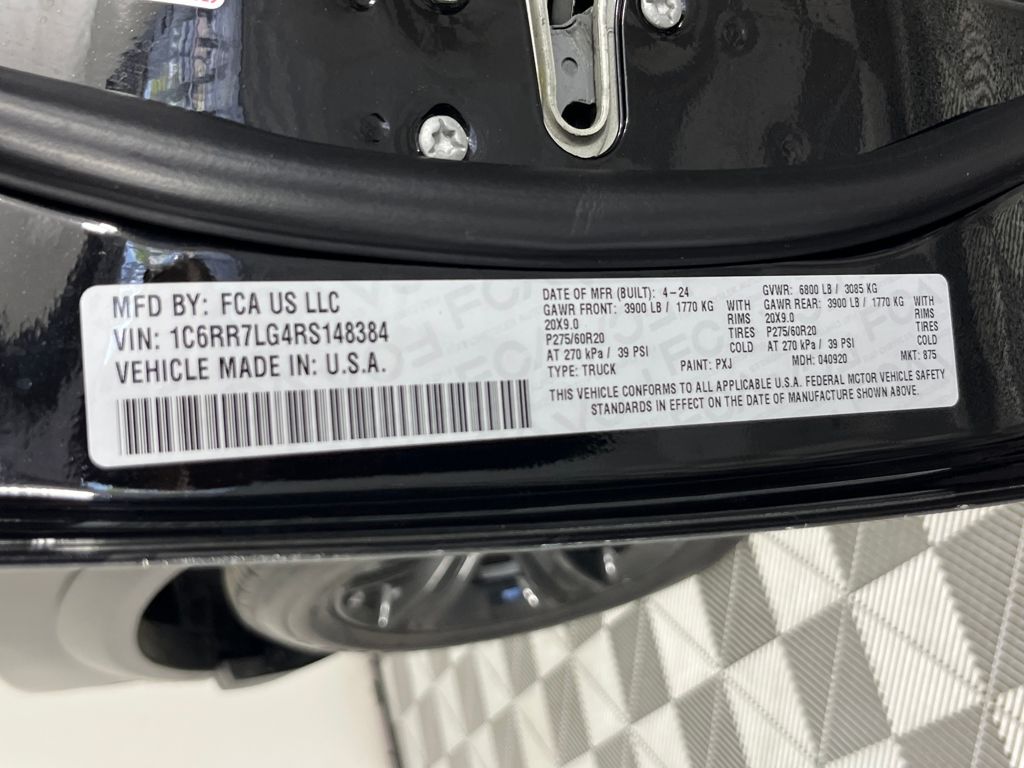 MFD BY: FCA US LLC
VIN: 1C6RR7LG4RS148384
VEHICLE MADE IN: U.S.A.
DATE OF MFR (BUILT): 4-24
GAWR FRONT: 3900 LB / 1770 KG WITH
20X9.0 RIMS
P275/60R20 TIRES
AT 270 kPa / 39 PSI COLD
TYPE: TRUCK PAINT: PXJ
GVWR: 6800 LB / 3085 KG
GAWR REAR: 3900 LB / 1770 KG WITH
20X9.0 RIMS
P275/60R20 TIRES
AT 270 kPa / 39 PSI COLD
MDH: 040920 MKT: 875
THIS VEHICLE CONFORMS TO ALL APPLICABLE U.S.A. FEDERAL MOTOR VEHICLE SAFETY
STANDARDS IN EFFECT ON THE DATE OF MANUFACTURE SHOWN ABOVE.